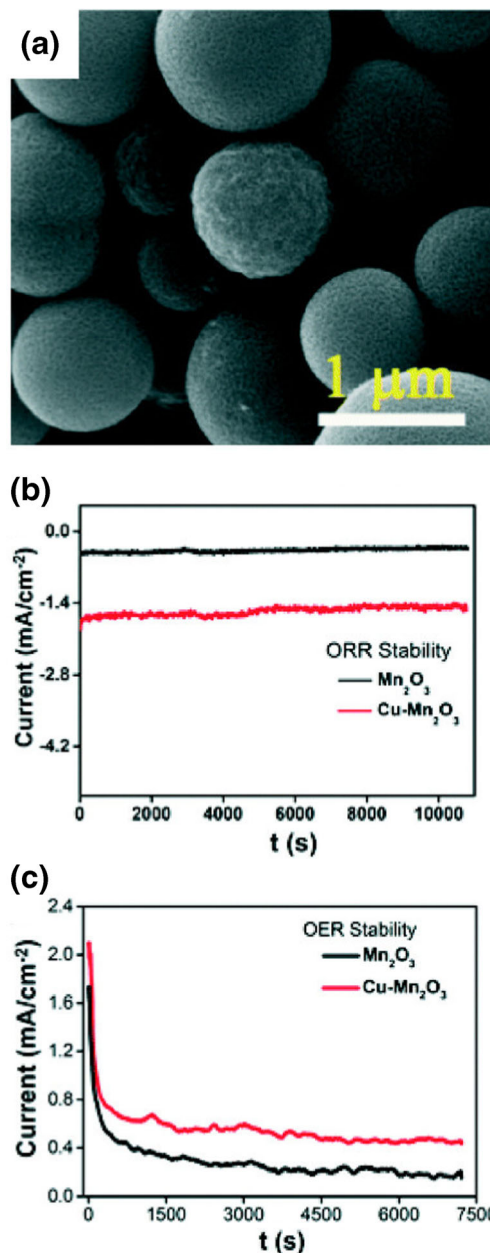 (a)
1 μm
(b)
Current (mA/cm⁻²)
0.0
-1.4
-2.8
-4.2
ORR Stability
Mn₂O₃
Cu-Mn₂O₃
0 2000 4000 6000 8000 10000
t (s)
(c)
Current (mA/cm⁻²)
2.4
2.0
1.6
1.2
0.8
0.4
0.0
OER Stability
Mn₂O₃
Cu-Mn₂O₃
0 1500 3000 4500 6000 7500
t (s)